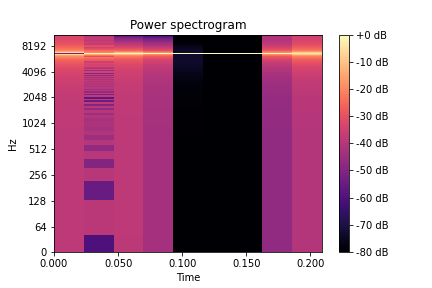 Power spectrogram
8192
4096
2048
1024
512
256
128
64
0
Hz
0.000 0.050 0.100 0.150 0.200
Time
+0 dB
-10 dB
-20 dB
-30 dB
-40 dB
-50 dB
-60 dB
-70 dB
-80 dB